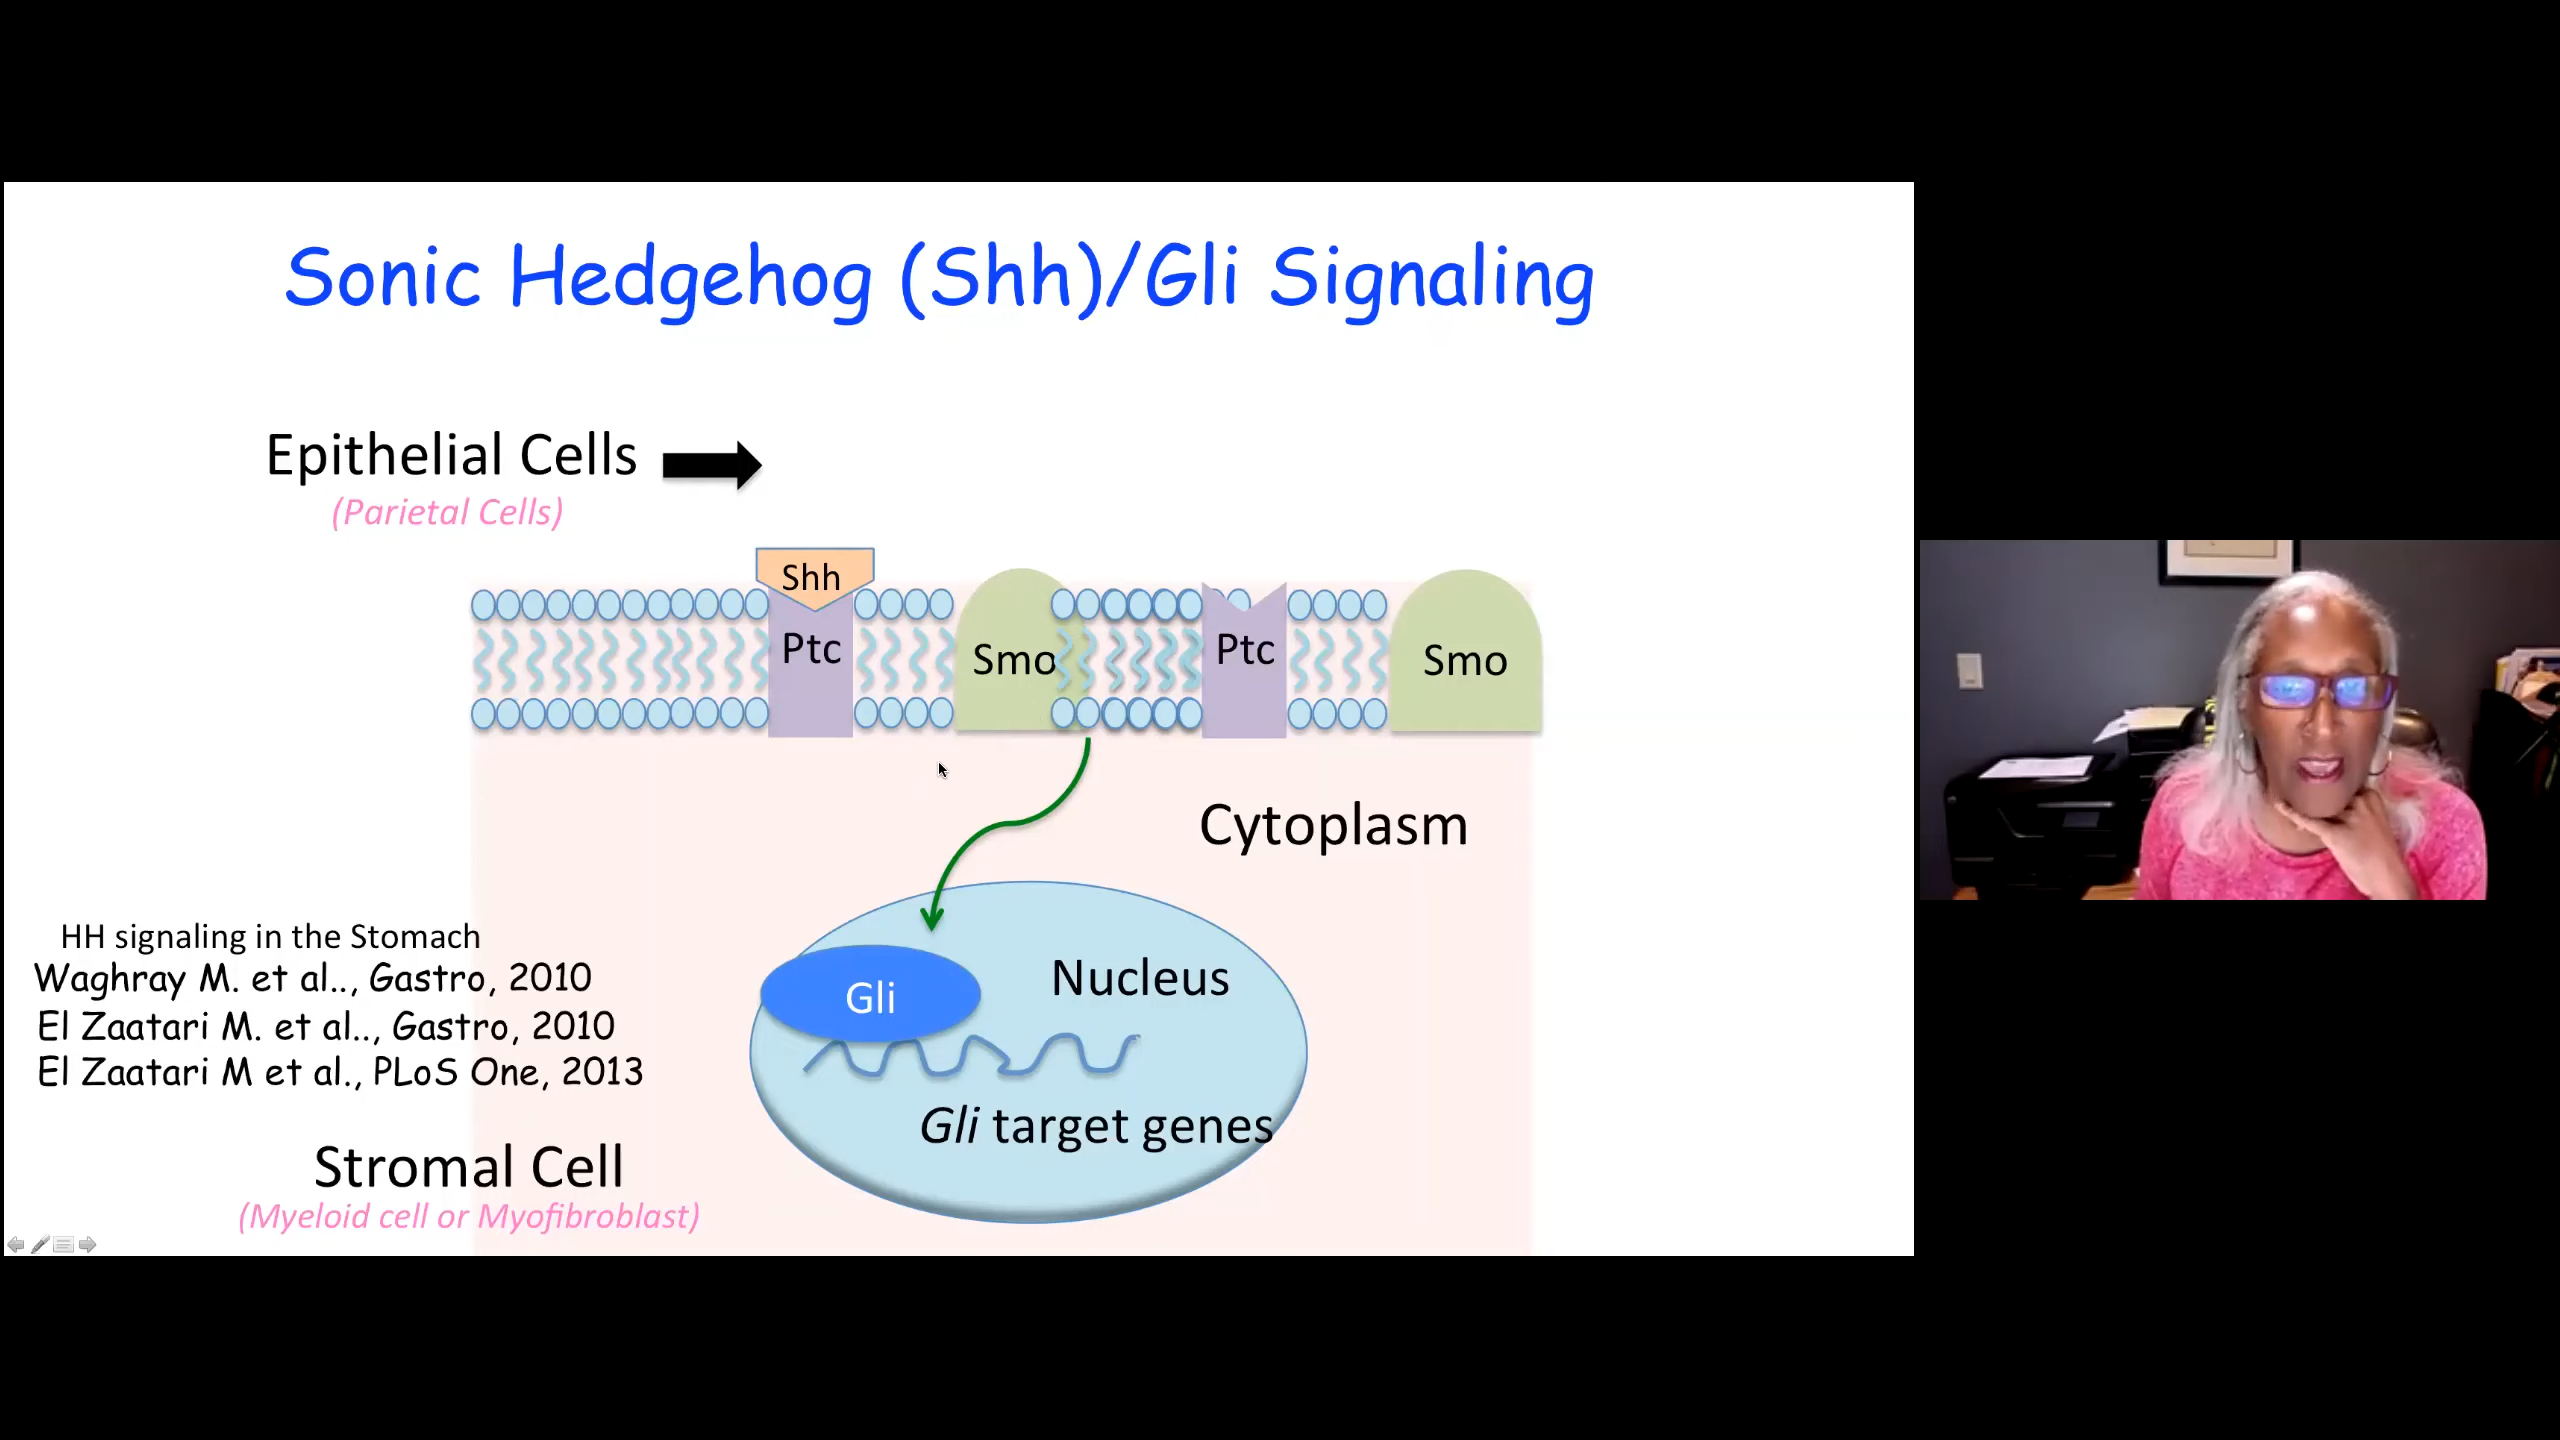 Sonic Hedgehog (Shh)/Gli Signaling
Epithelial Cells
(Parietal Cells)
Shh
Ptc
Smo
Ptc
Smo
Cytoplasm
HH signaling in the Stomach
Waghray M. et al.., Gastro, 2010
El Zaatari M. et al.., Gastro, 2010
El Zaatari M et al., PLoS One, 2013
Gli
Nucleus
Gli target genes
Stromal Cell
(Myeloid cell or Myofibroblast)